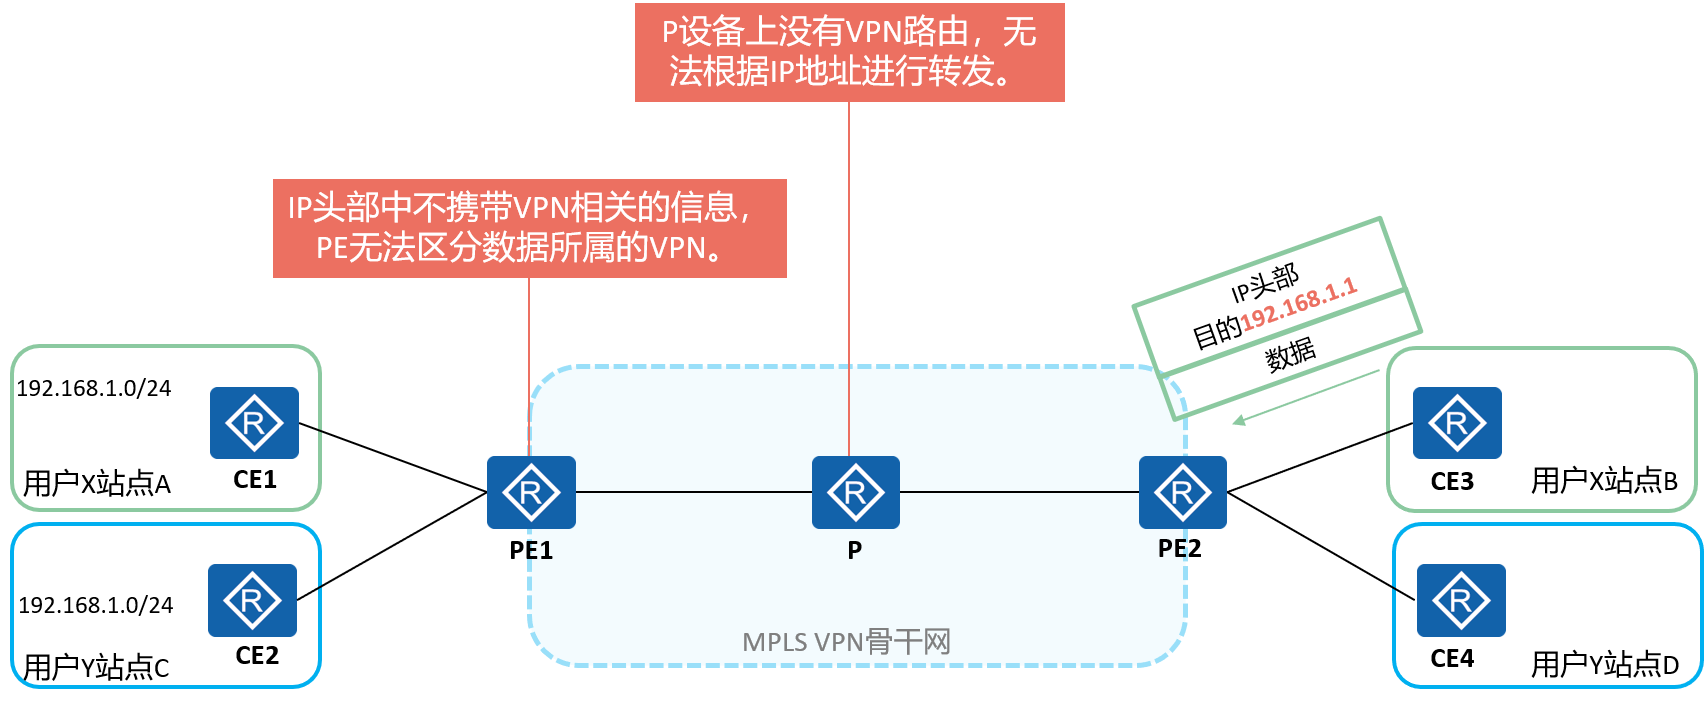 P设备上没有VPN路由，无
法根据IP地址进行转发。
IP头部中不携带VPN相关的信息，
PE无法区分数据所属的VPN。
IP头部
目的192.168.1.1
数据
192.168.1.0/24
R
CE1
用户X站点A
192.168.1.0/24
R
CE2
用户Y站点C
R
PE1
R
P
R
PE2
MPLS VPN骨干网
R
CE3
用户X站点B
R
CE4
用户Y站点D